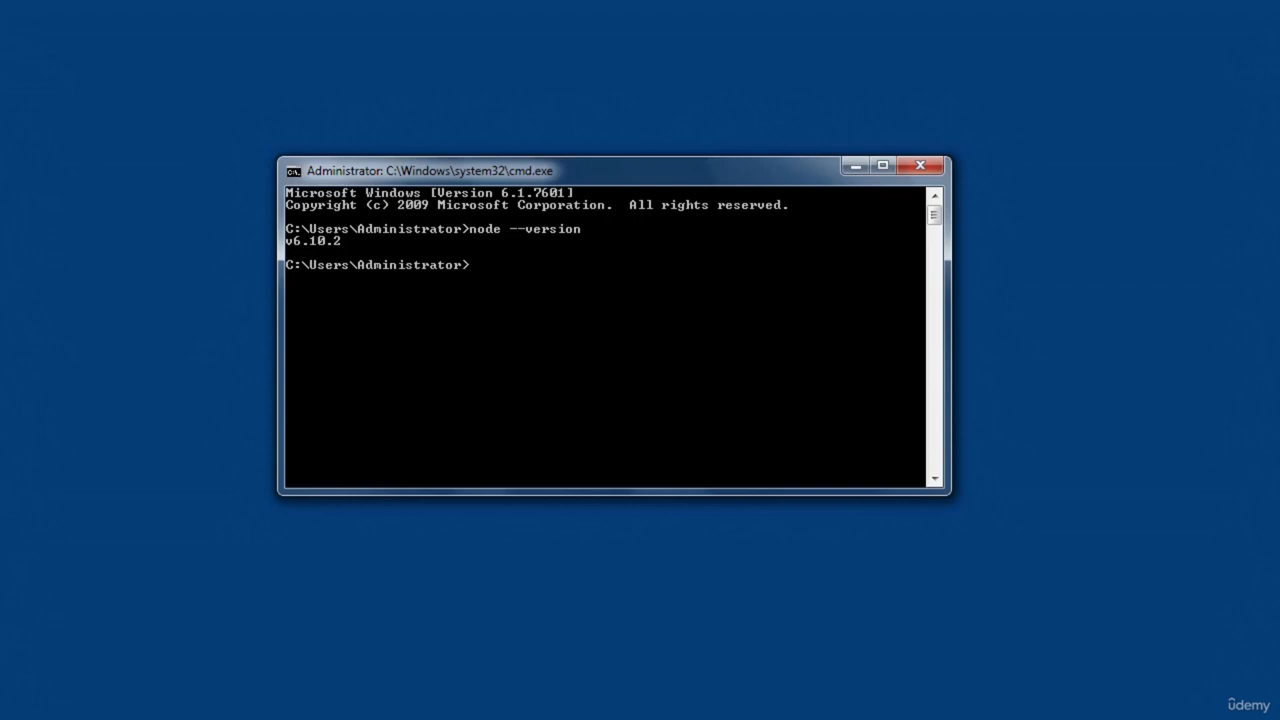 Administrator: C:\Windows\system32\cmd.exe
Microsoft Windows [Version 6.1.7601]
Copyright (c) 2009 Microsoft Corporation.  All rights reserved.
C:\Users\Administrator>node --version
v6.10.2
C:\Users\Administrator>
udemy